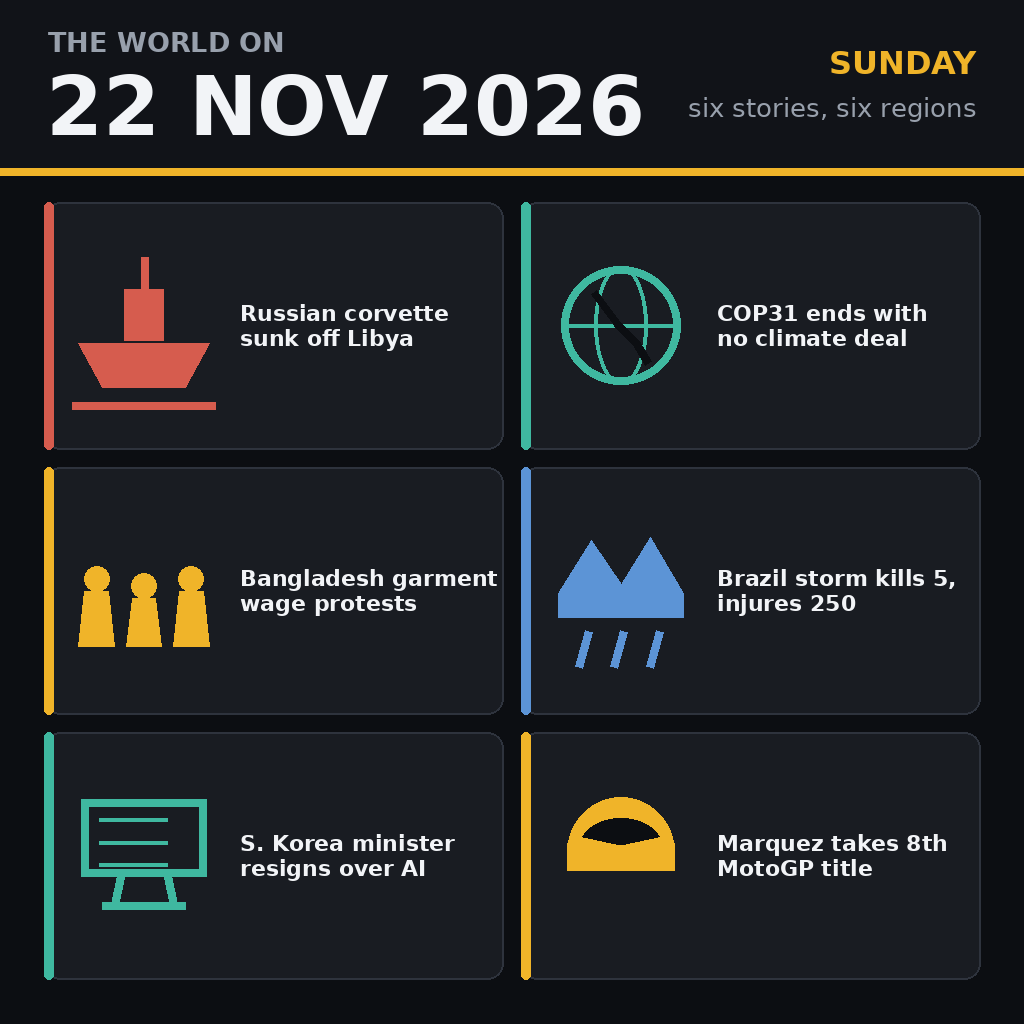 THE WORLD ON
22 NOV 2026
SUNDAY
six stories, six regions
Russian corvette
sunk off Libya
COP31 ends with
no climate deal
Bangladesh garment
wage protests
Brazil storm kills 5,
injures 250
S. Korea minister
resigns over AI
Marquez takes 8th
MotoGP title